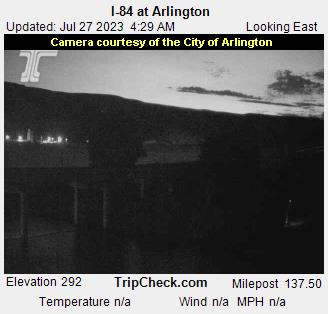 I-84 at Arlington
Updated: Jul 27 2023 4:29 AM Looking East
Camera courtesy of the City of Arlington
Elevation 292 TripCheck.com Milepost 137.50
Temperature n/a Wind n/a MPH n/a